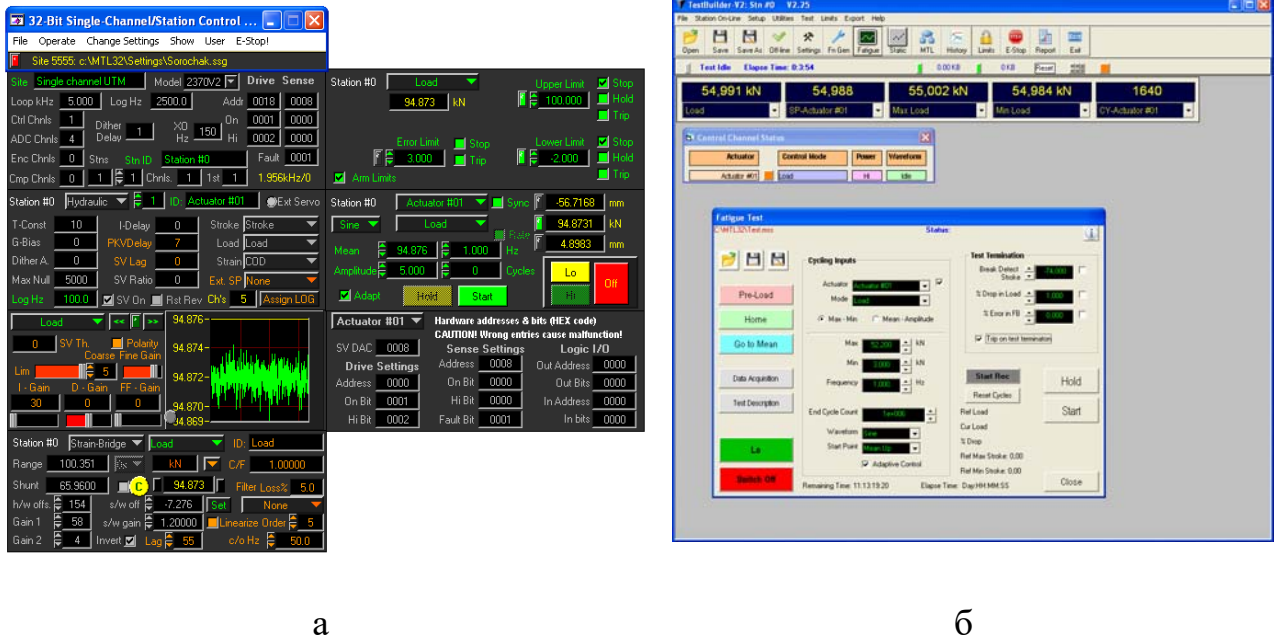 32-Bit Single-Channel/Station Control ...
File Operate Change Settings Show User E-Stop!
Site 5555: c:\MTL32\Settings\Sorochak.ssg
Site Single channel UTM Model 2370V2 Drive Sense
Loop kHz 5.000 Log Hz 2500.0 Addr 0018 0008
Ctrl Chnls 1 Dither Delay 1 XO Hz 150 On 0001 0000
ADC Chnls 4 Hi 0002 0000
Enc Chnls 0 Stns Stn ID Station #0 Fault 0001
Cmp Chnls 0 1 1 Chnls. 1 1st 1 1.956kHz/0
Station #0 Hydraulic 1 ID: Actuator #01 Ext Servo
T-Const 10 I-Delay 0 Stroke Stroke
G-Bias 0 PKVDelay 7 Load Load
Dither A. 0 SV Lag 0 Strain COD
Max Null 5000 SV Ratio 0 Ext. SP None
Log Hz 100.0 SV On Rst Rev Ch's 5 Assign LOG
Load << >> 94.876
0 SV Th. Polarity
Coarse Fine Gain 94.874
Lim 5 94.872
I - Gain D - Gain FF - Gain
30 0 0 94.870
94.869
Station #0 Strain-Bridge Load ID: Load
Range 100.351 kN C/F 1.00000
Shunt 65.9600 C 94.873 Filter Loss% 5.0
h/w offs. 154 s/w off -7.276 Set None
Gain 1 58 s/w gain 1.20000 Linearize Order 5
Gain 2 4 Invert Lag 55 c/o Hz 50.0
Station #0 Load Upper Limit Stop
94.873 kN 100.000 Hold
Trip
Error Limit Stop Lower Limit Stop
3.000 Trip -2.000 Hold
Arm Limits Trip
Station #0 Actuator #01 Sync -56.7168 mm
Sine Load 94.8731 kN
Rate 4.8983 mm
Mean 94.876 1.000 Hz
Amplitude 5.000 0 Cycles Lo Off
Adapt Hold Start Hi
Actuator #01 Hardware addresses & bits (HEX code)
CAUTION! Wrong entries cause malfunction!
SV DAC 0008 Sense Settings Logic I/O
Drive Settings Address 0008 Out Address 0000
Address 0000 On Bit 0000 Out Bits 0000
On Bit 0001 Hi Bit 0000 In Address 0000
Hi Bit 0002 Fault Bit 0001 In bits 0000
а
TestBuilder-V2: Stn #0 V2.75
File Station On-Line Setup Utilities Test Limits Export Help
Open Save Save As Off-line Settings Fn Gen Fatigue Static MTL History Limits E-Stop Report Exit
Test Idle Elapse Time: 0:3:54 0.00 KB 0 KB Reset
54,991 kN 54,988 55,002 kN 54,984 kN 1640
Load SP-Actuator #01 Max Load Min Load CY-Actuator #01
Control Channel Status
Actuator Control Mode Power Waveform
Actuator #01 Load Hi Idle
Fatigue Test
C:\MTL32\Test.mss Status:
Cycling Inputs Test Termination
Actuator Actuator #01 Break Detect Stroke -74.000
Pre-Load Mode Load % Drop in Load 1.000
Home Max - Min Mean - Amplitude % Error in FB 0.000
Go to Mean Max 52.200 kN Trip on test termination
Min 3.000 kN
Data Acquisition Frequency 1.000 Hz Start Rec Hold
Reset Cycles
Test Description End Cycle Count 1e+006 Ref Load Start
Cur Load
Waveform Sine % Drop
Lo Start Point Mean Up Ref Max Stroke: 0,00
Adaptive Control Ref Min Stroke: 0,00
Switch Off Remaining Time: 11:13:19:20 Elapse Time: Day:HH:MM:SS Close
б